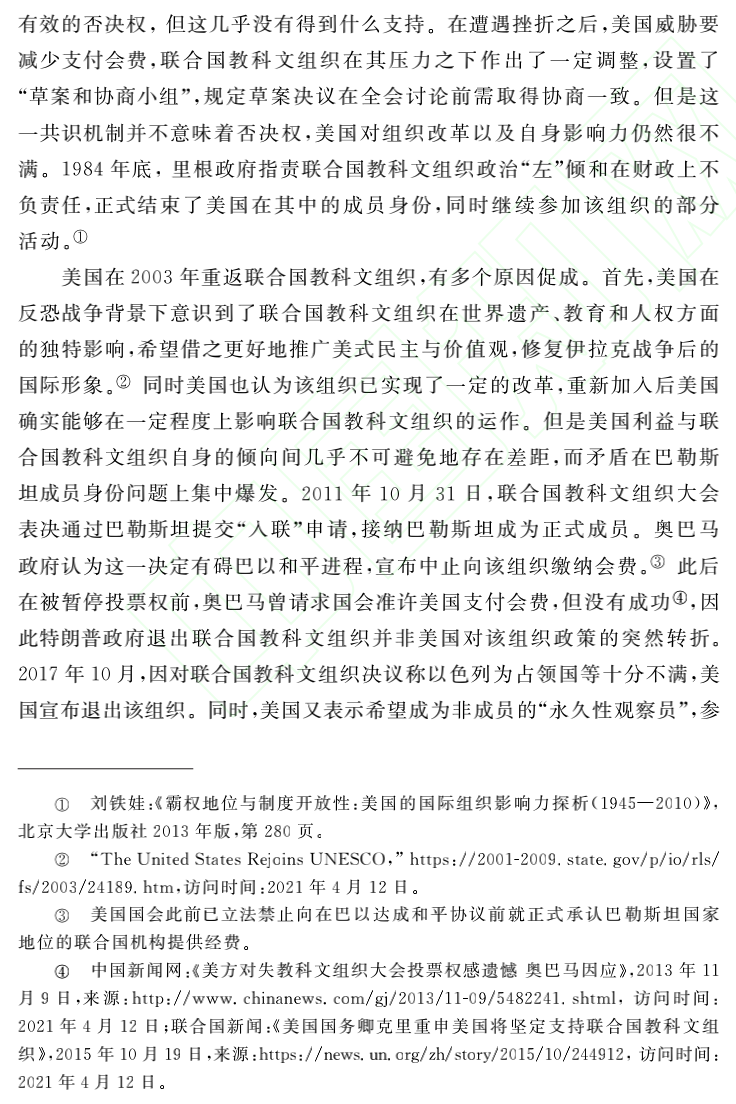 有效的否决权，但这几乎没有得到什么支持。在遭遇挫折之后,美国威胁要
减少支付会费,联合国教科文组织在其压力之下作出了一定调整,设置了
“草案和协商小组”,规定草案决议在全会讨论前需取得协商一致。但是这
一共识机制并不意味着否决权,美国对组织改革以及自身影响力仍然很不
满。1984 年底，里根政府指责联合国教科文组织政治“左”倾和在财政上不
负责任,正式结束了美国在其中的成员身份,同时继续参加该组织的部分
活动。①
美国在 2003 年重返联合国教科文组织,有多个原因促成。首先,美国在
反恐战争背景下意识到了联合国教科文组织在世界遗产、教育和人权方面
的独特影响,希望借之更好地推广美式民主与价值观,修复伊拉克战争后的
国际形象。② 同时美国也认为该组织已实现了一定的改革,重新加入后美国
确实能够在一定程度上影响联合国教科文组织的运作。但是美国利益与联
合国教科文组织自身的倾向间几乎不可避免地存在差距,而矛盾在巴勒斯
坦成员身份问题上集中爆发。2011 年 10 月 31 日,联合国教科文组织大会
表决通过巴勒斯坦提交“入联”申请,接纳巴勒斯坦成为正式成员。奥巴马
政府认为这一决定有碍巴以和平进程,宣布中止向该组织缴纳会费。③ 此后
在被暂停投票权前,奥巴马曾请求国会准许美国支付会费,但没有成功④,因
此特朗普政府退出联合国教科文组织并非美国对该组织政策的突然转折。
2017 年 10 月,因对联合国教科文组织决议称以色列为占领国等十分不满,美
国宣布退出该组织。同时,美国又表示希望成为非成员的“永久性观察员”,参
① 刘铁娃:《霸权地位与制度开放性:美国的国际组织影响力探析(1945—2010)》,
北京大学出版社 2013 年版,第 280 页。
② “The United States Rejoins UNESCO,” https://2001-2009. state. gov/p/io/rls/
fs/2003/24189. htm,访问时间:2021 年 4 月 12 日。
③ 美国国会此前已立法禁止向在巴以达成和平协议前就正式承认巴勒斯坦国家
地位的联合国机构提供经费。
④ 中国新闻网:《美方对失教科文组织大会投票权感遗憾 奥巴马因应》,2013 年 11
月 9 日,来源:http://www. chinanews. com/gj/2013/11-09/5482241. shtml，访问时间:
2021 年 4 月 12 日;联合国新闻:《美国国务卿克里重申美国将坚定支持联合国教科文组
织》,2015 年 10 月 19 日,来源:https://news. un. org/zh/story/2015/10/244912，访问时间:
2021 年 4 月 12 日。